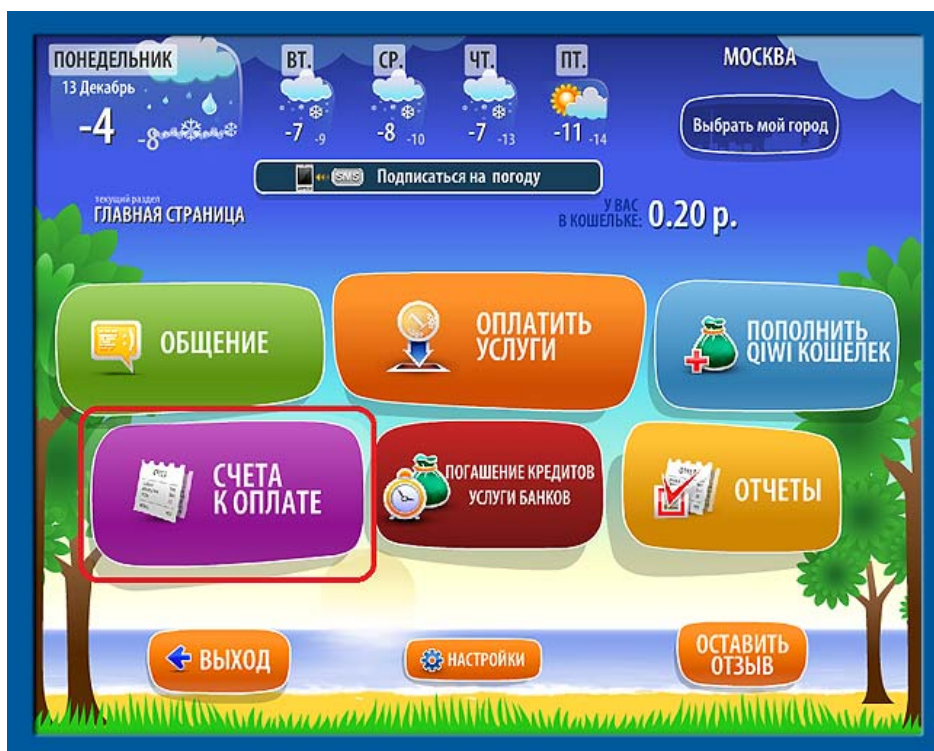 ПОНЕДЕЛЬНИК
13 Декабрь
-4 -8
ВТ.
-7 -9
СР.
-8 -10
ЧТ.
-7 -13
ПТ.
-11 -14
МОСКВА
Выбрать мой город
SMS Подписаться на погоду
текущий раздел
ГЛАВНАЯ СТРАНИЦА
У ВАС
В КОШЕЛЬКЕ: 0.20 р.
ОБЩЕНИЕ
ОПЛАТИТЬ
УСЛУГИ
ПОПОЛНИТЬ
QIWI КОШЕЛЕК
СЧЕТА
К ОПЛАТЕ
ПОГАШЕНИЕ КРЕДИТОВ
УСЛУГИ БАНКОВ
ОТЧЕТЫ
ВЫХОД
НАСТРОЙКИ
ОСТАВИТЬ
ОТЗЫВ